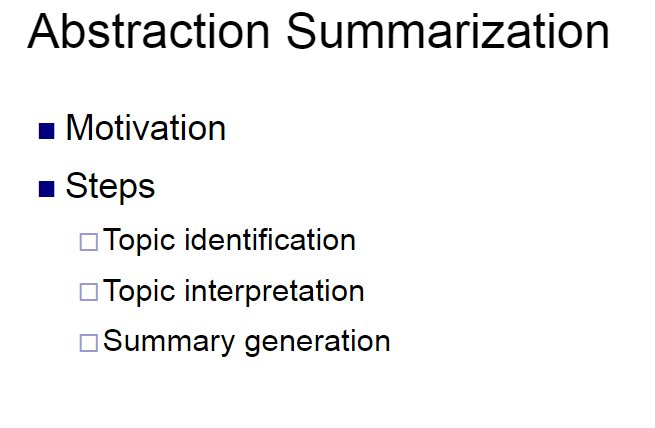 Abstraction Summarization
Motivation
Steps
Topic identification
Topic interpretation
Summary generation